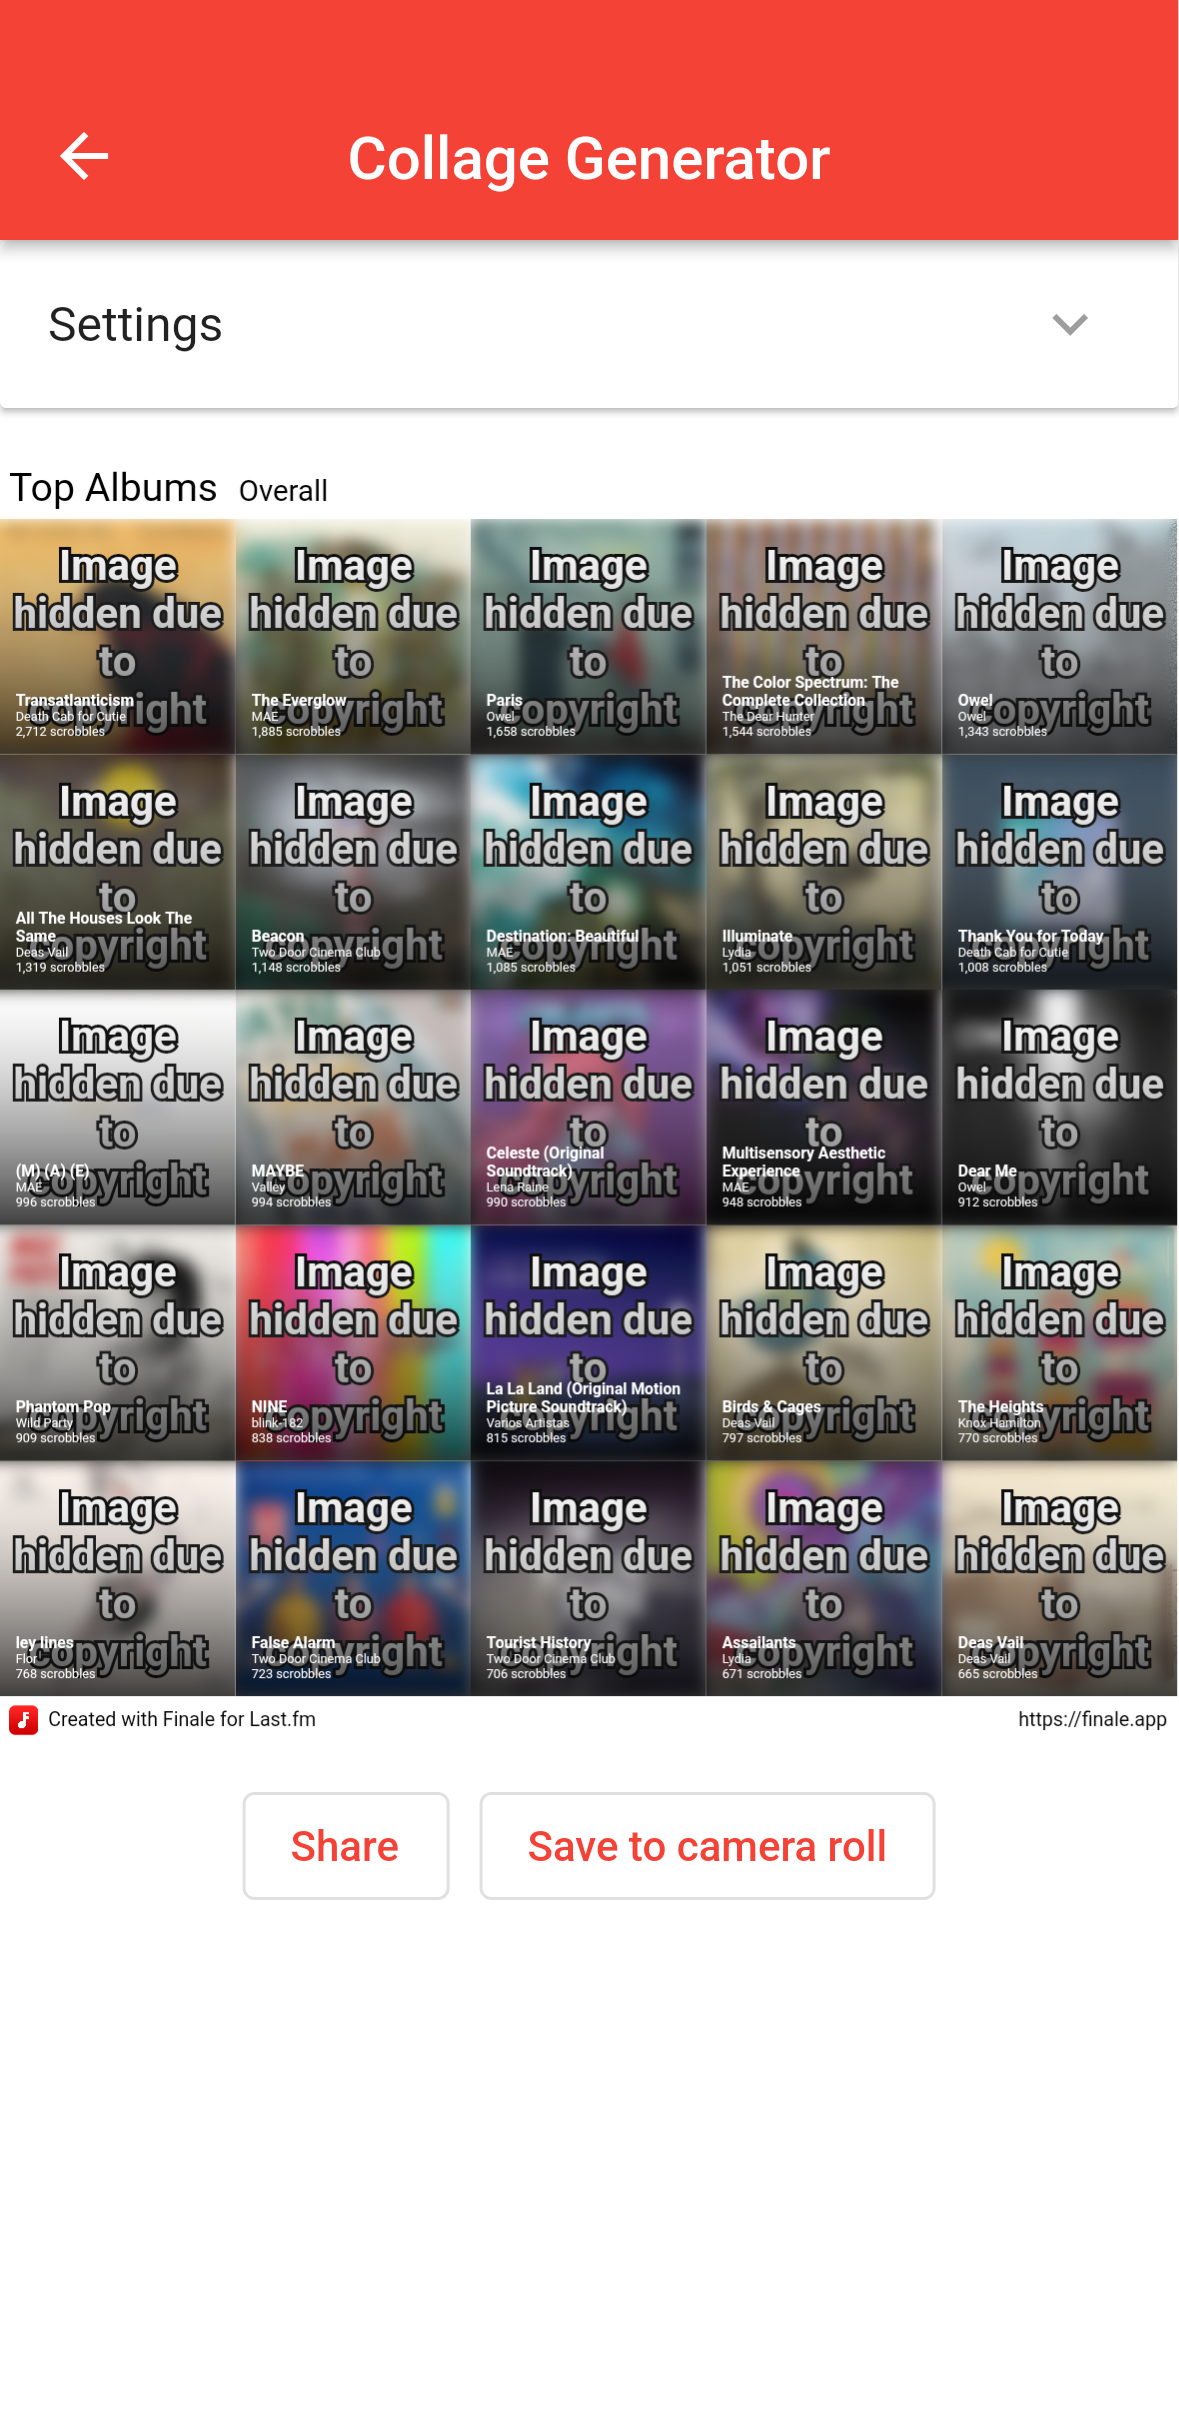 Collage Generator
Settings
Top Albums Overall
Image
hidden due
to
copyright
Transatlanticism
Death Cab for Cutie
2,712 scrobbles
Image
hidden due
to
copyright
The Everglow
MAE
1,885 scrobbles
Image
hidden due
to
copyright
Paris
Owel
1,658 scrobbles
Image
hidden due
to
copyright
The Color Spectrum: The
Complete Collection
The Dear Hunter
1,544 scrobbles
Image
hidden due
to
copyright
Owel
Owel
1,343 scrobbles
Image
hidden due
to
copyright
All The Houses Look The
Same
Deas Vail
1,319 scrobbles
Image
hidden due
to
copyright
Beacon
Two Door Cinema Club
1,148 scrobbles
Image
hidden due
to
copyright
Destination: Beautiful
MAE
1,085 scrobbles
Image
hidden due
to
copyright
Illuminate
Lydia
1,051 scrobbles
Image
hidden due
to
copyright
Thank You for Today
Death Cab for Cutie
1,008 scrobbles
Image
hidden due
to
copyright
(M) (A) (E)
MAE
996 scrobbles
Image
hidden due
to
copyright
MAYBE
Valley
994 scrobbles
Image
hidden due
to
copyright
Celeste (Original
Soundtrack)
Lena Raine
990 scrobbles
Image
hidden due
to
copyright
Multisensory Aesthetic
Experience
MAE
948 scrobbles
Image
hidden due
to
copyright
Dear Me
Owel
912 scrobbles
Image
hidden due
to
copyright
Phantom Pop
Wild Party
909 scrobbles
Image
hidden due
to
copyright
NINE
blink-182
838 scrobbles
Image
hidden due
to
copyright
La La Land (Original Motion
Picture Soundtrack)
Varios Artistas
815 scrobbles
Image
hidden due
to
copyright
Birds & Cages
Deas Vail
797 scrobbles
Image
hidden due
to
copyright
The Heights
Knox Hamilton
770 scrobbles
Image
hidden due
to
copyright
ley lines
Flor
768 scrobbles
Image
hidden due
to
copyright
False Alarm
Two Door Cinema Club
723 scrobbles
Image
hidden due
to
copyright
Tourist History
Two Door Cinema Club
706 scrobbles
Image
hidden due
to
copyright
Assailants
Lydia
671 scrobbles
Image
hidden due
to
copyright
Deas Vail
Deas Vail
665 scrobbles
Created with Finale for Last.fm
https://finale.app
Share
Save to camera roll